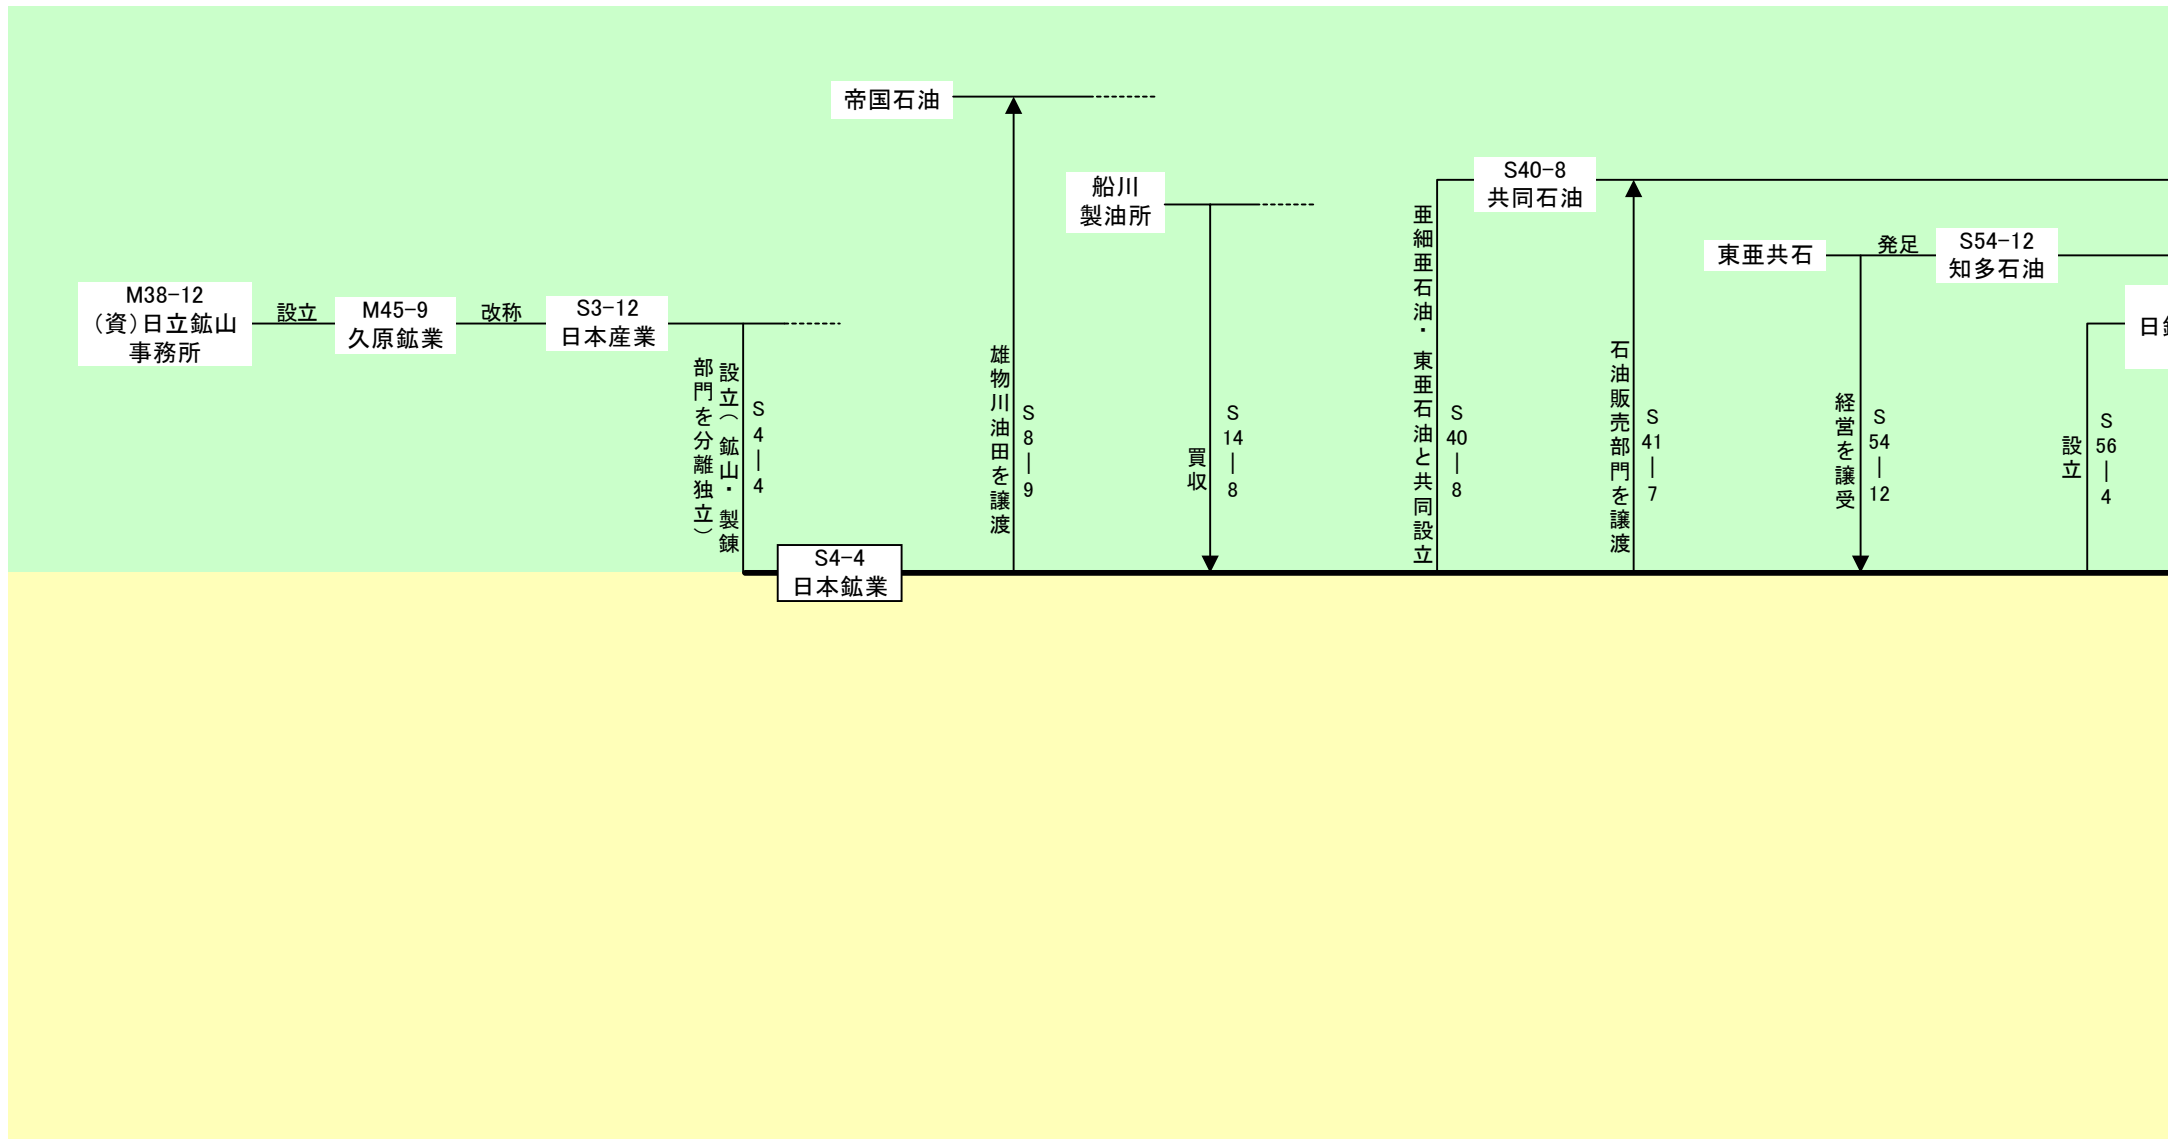 帝国石油
S40-8
共同石油
船川
製油所
東亜共石
発足
S54-12
知多石油
M38-12
(資)日立鉱山
事務所
設立
M45-9
久原鉱業
改称
S3-12
日本産業
設立(鉱山・製錬
部門を分離独立)
S4-4
雄物川油田を譲渡
S8-9
買収
S14-8
亜細亜石油・東亜石油と共同設立
S40-8
石油販売部門を譲渡
S41-7
経営を譲受
S54-12
設立
S56-4
S4-4
日本鉱業